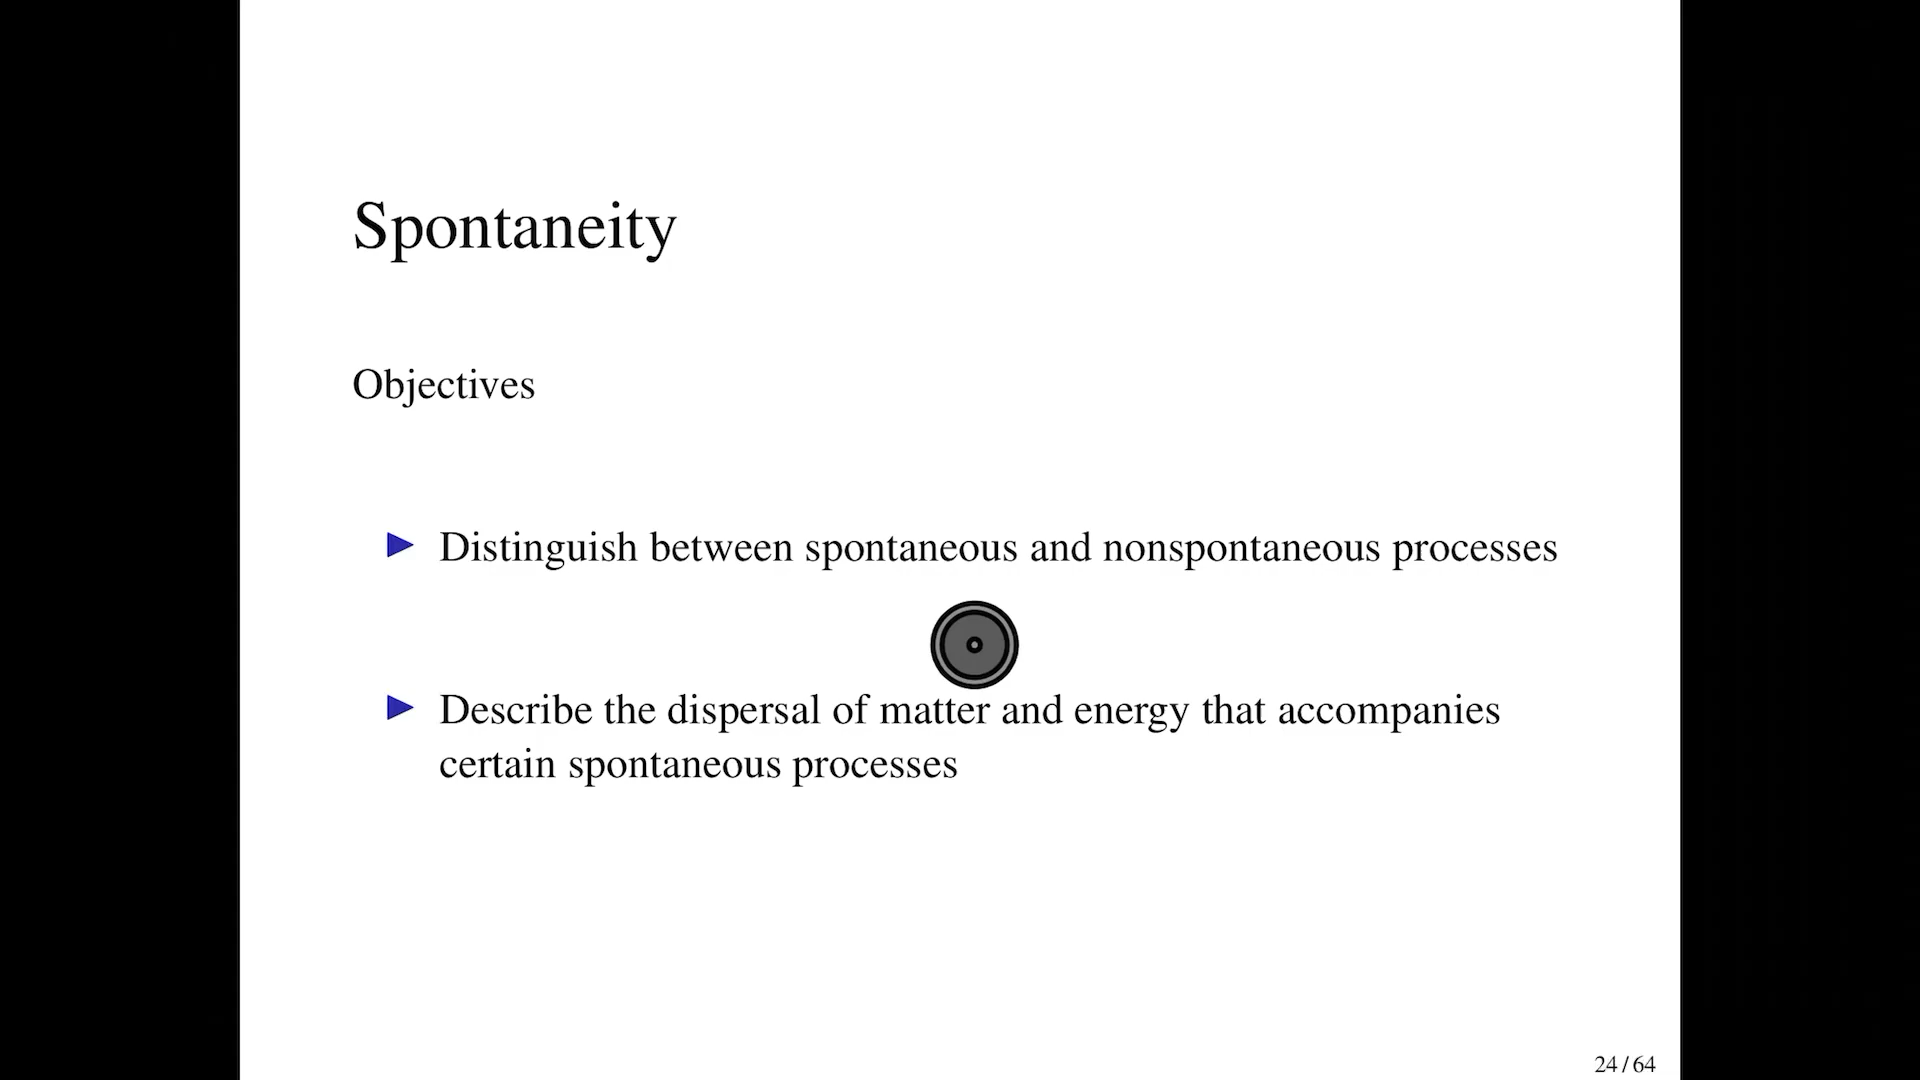 Spontaneity
Objectives
Distinguish between spontaneous and nonspontaneous processes
Describe the dispersal of matter and energy that accompanies
certain spontaneous processes
24 / 64